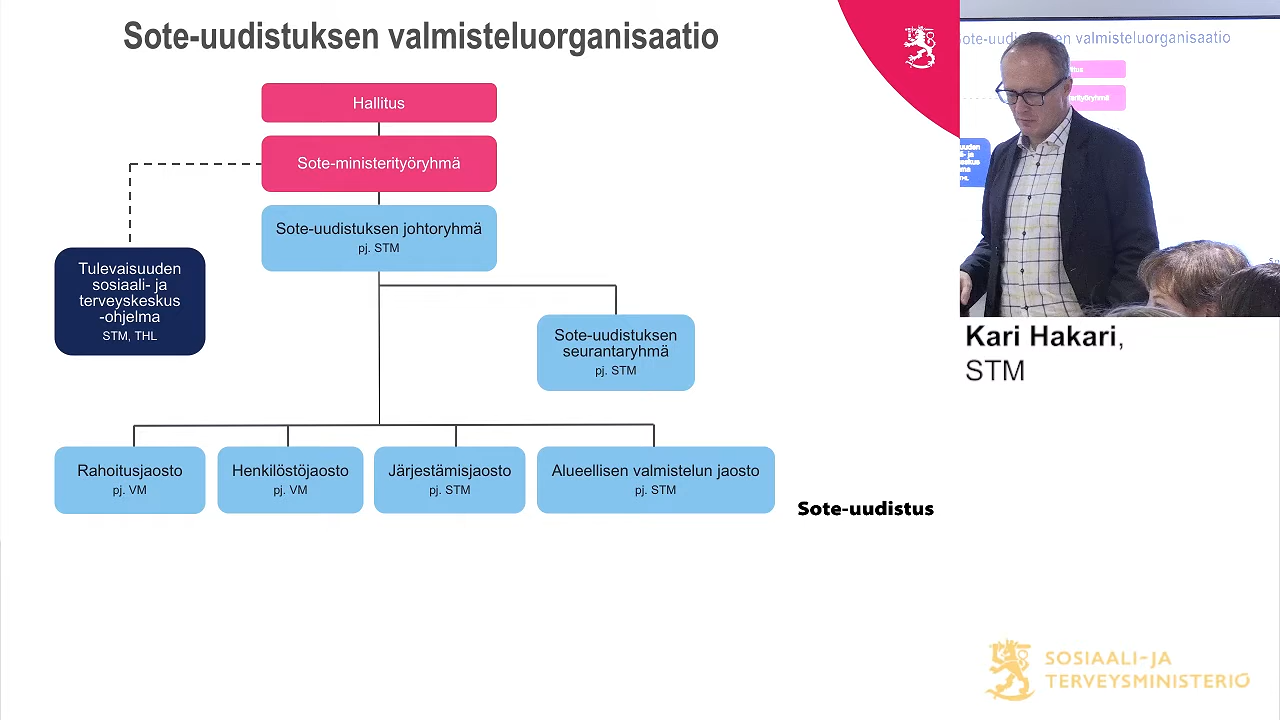 Sote-uudistuksen valmisteluorganisaatio
Hallitus
Sote-ministerityöryhmä
Sote-uudistuksen johtoryhmä
pj. STM
Tulevaisuuden
sosiaali- ja
terveyskeskus
-ohjelma
STM, THL
Sote-uudistuksen
seurantaryhmä
pj. STM
Rahoitusjaosto
pj. VM
Henkilöstöjaosto
pj. VM
Järjestämisjaosto
pj. STM
Alueellisen valmistelun jaosto
pj. STM
Sote-uudistus
valmisteluorganisaatio
Kari Hakari,
STM
SOSIAALI- JA
TERVEYSMINISTERIÖ